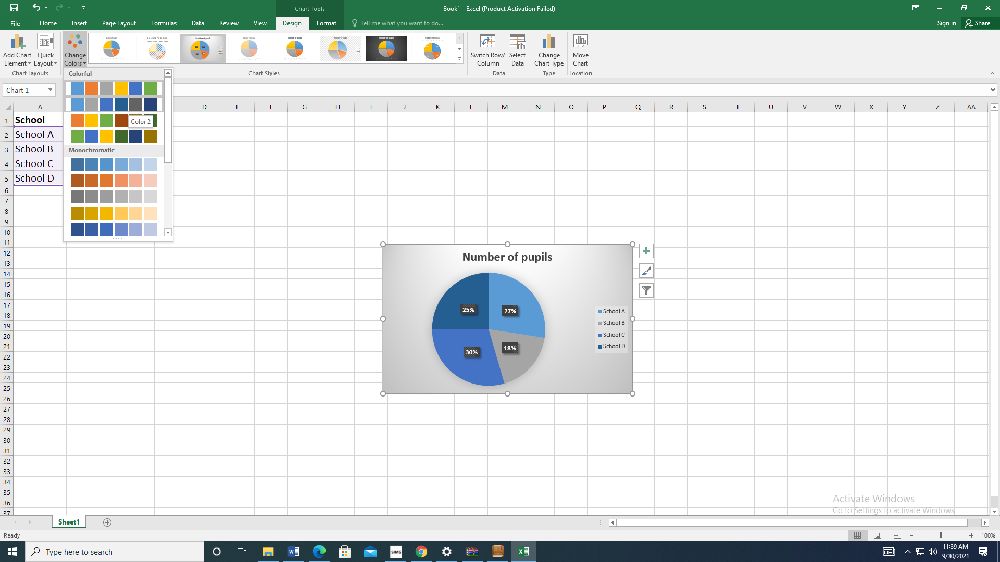 Chart Tools
Book1 - Excel (Product Activation Failed)
File Home Insert Page Layout Formulas Data Review View Design Format Tell me what you want to do... Sign in Share
Add Chart Element
Quick Layout
Change Colors
Switch Row/ Column
Select Data
Change Chart Type
Move Chart
Chart Layouts
Chart Styles
Data
Type
Location
Colorful
Color 2
Monochromatic
Chart 1
A D E F G H I J K L M N O P Q R S T U V W X Y Z AA
1 School
2 School A
3 School B
4 School C
5 School D
6
7
8
9
10
11
12
13
14
15
16
17
18
19
20
21
22
23
24
25
26
27
28
29
30
31
32
33
34
35
36
37
Number of pupils
25%
27%
30%
18%
School A
School B
School C
School D
Activate Windows
Go to Settings to activate Windows.
Sheet1
Ready
100%
Type here to search
SIMS
11:39 AM
9/30/2021